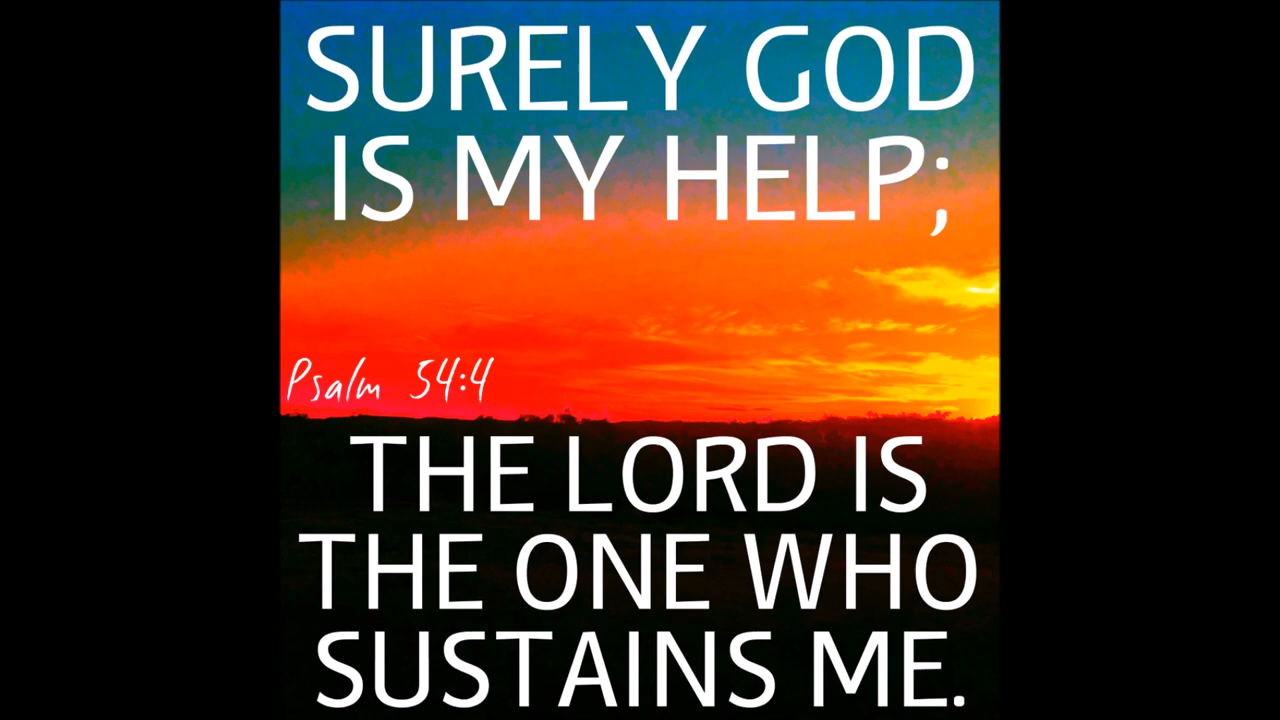 SURELY GOD
IS MY HELP;
Psalm 54:4
THE LORD IS
THE ONE WHO
SUSTAINS ME.